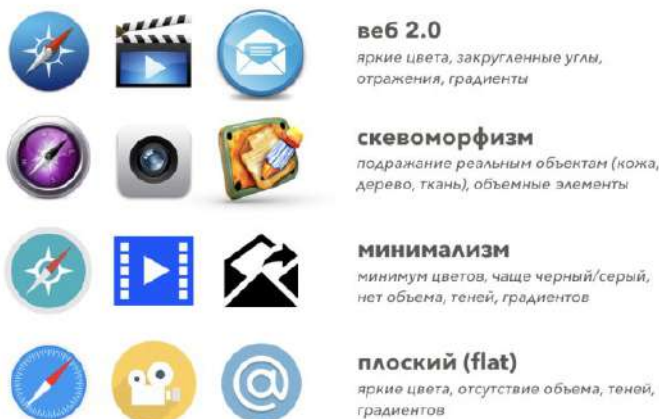 веб 2.0
яркие цвета, закругленные углы,
отражения, градиенты
скевоморфизм
подражание реальным объектам (кожа,
дерево, ткань), объемные элементы
минимализм
минимум цветов, чаще черный/серый,
нет объема, теней, градиентов
@
плоский (flat)
яркие цвета, отсутствие объема, теней,
градиентов